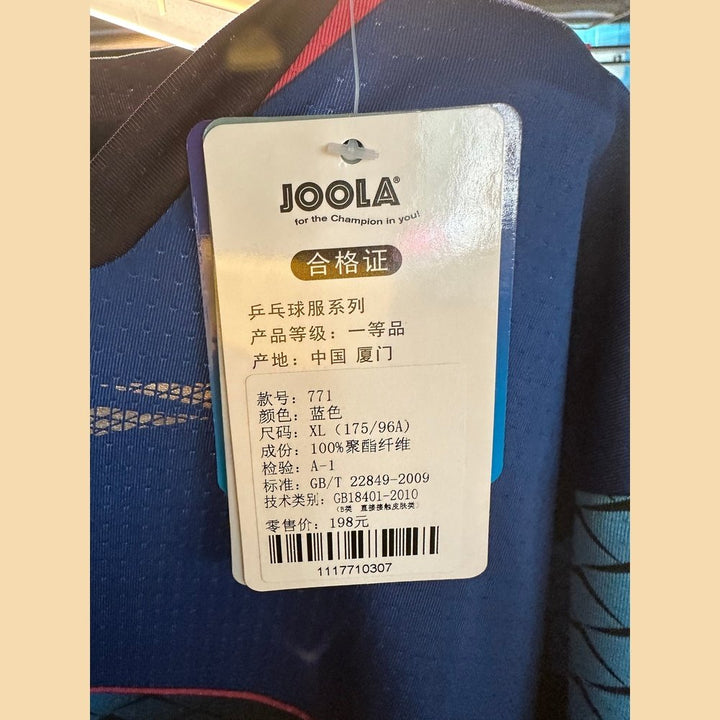 JOOLA®
for the Champion in you!
合格证
乒乓球服系列
产品等级：一等品
产地：中国 厦门
款号：771
颜色：蓝色
尺码：XL（175/96A）
成份：100%聚酯纤维
检验：A-1
标准：GB/T 22849-2009
技术类别：GB18401-2010
（B类 直接接触皮肤类）
零售价：198元
1117710307